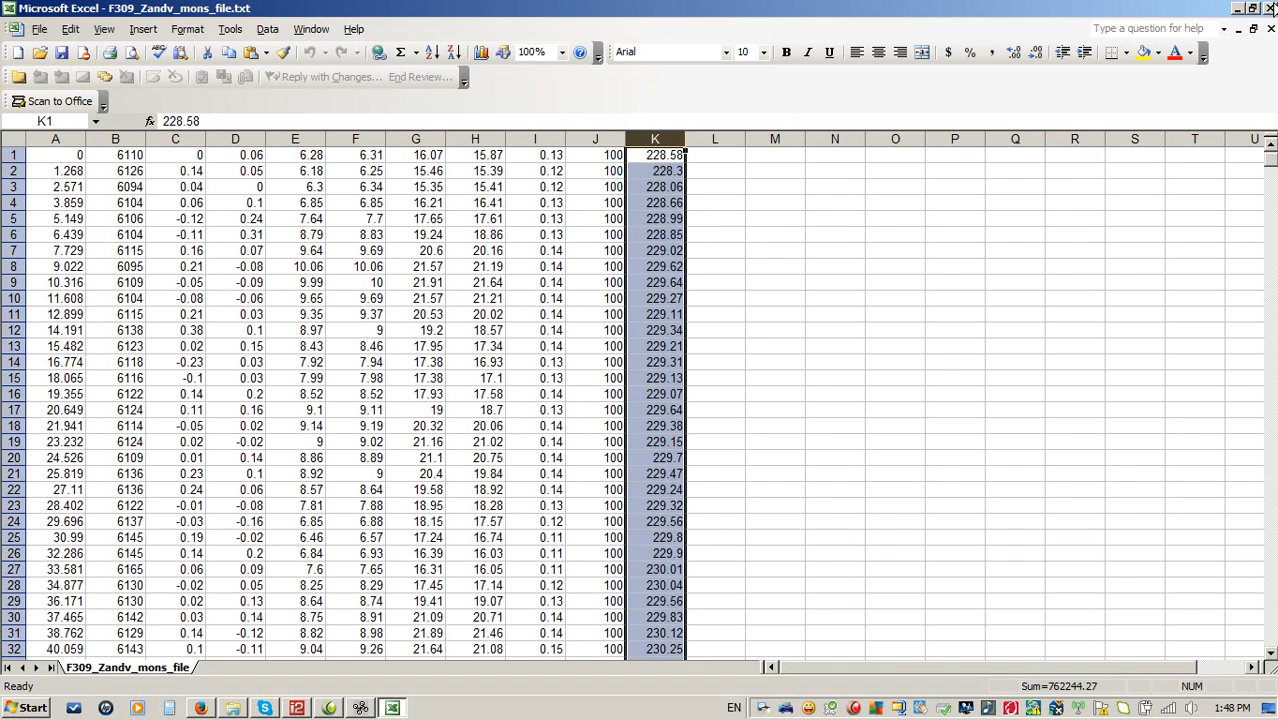 Microsoft Excel - F309_Zandv_mons_file.txt
File Edit View Insert Format Tools Data Window Help Type a question for help
100% Arial 10 B I U $ % ,
Reply with Changes... End Review...
Scan to Office
K1 fx 228.58
A B C D E F G H I J K L M N O P Q R S T U
1 0 6110 0 0.06 6.28 6.31 16.07 15.87 0.13 100 228.58
2 1.268 6126 0.14 0.05 6.18 6.25 15.46 15.39 0.12 100 228.3
3 2.571 6094 0.04 0 6.3 6.34 15.35 15.41 0.12 100 228.06
4 3.859 6104 0.06 0.1 6.85 6.85 16.21 16.41 0.13 100 228.66
5 5.149 6106 -0.12 0.24 7.64 7.7 17.65 17.61 0.13 100 228.99
6 6.439 6104 -0.11 0.31 8.79 8.83 19.24 18.86 0.13 100 228.85
7 7.729 6115 0.16 0.07 9.64 9.69 20.6 20.16 0.14 100 229.02
8 9.022 6095 0.21 -0.08 10.06 10.06 21.57 21.19 0.14 100 229.62
9 10.316 6109 -0.05 -0.09 9.99 10 21.91 21.64 0.14 100 229.64
10 11.608 6104 -0.08 -0.06 9.65 9.69 21.57 21.21 0.14 100 229.27
11 12.899 6115 0.21 0.03 9.35 9.37 20.53 20.02 0.14 100 229.11
12 14.191 6138 0.38 0.1 8.97 9 19.2 18.57 0.14 100 229.34
13 15.482 6123 0.02 0.15 8.43 8.46 17.95 17.34 0.13 100 229.21
14 16.774 6118 -0.23 0.03 7.92 7.94 17.38 16.93 0.13 100 229.31
15 18.065 6116 -0.1 0.03 7.99 7.98 17.38 17.1 0.13 100 229.13
16 19.355 6122 0.14 0.2 8.52 8.52 17.93 17.58 0.14 100 229.07
17 20.649 6124 0.11 0.16 9.1 9.11 19 18.7 0.13 100 229.64
18 21.941 6114 -0.05 0.02 9.14 9.19 20.32 20.06 0.14 100 229.38
19 23.232 6124 0.02 -0.02 9 9.02 21.16 21.02 0.14 100 229.15
20 24.526 6109 0.01 0.14 8.86 8.89 21.1 20.75 0.14 100 229.7
21 25.819 6136 0.23 0.1 8.92 9 20.4 19.84 0.14 100 229.47
22 27.11 6136 0.24 0.06 8.57 8.64 19.58 18.92 0.14 100 229.24
23 28.402 6122 -0.01 -0.08 7.81 7.88 18.95 18.28 0.13 100 229.32
24 29.696 6137 -0.03 -0.16 6.85 6.88 18.15 17.57 0.12 100 229.56
25 30.99 6145 0.19 -0.02 6.46 6.57 17.24 16.74 0.11 100 229.8
26 32.286 6145 0.14 0.2 6.84 6.93 16.39 16.03 0.11 100 229.9
27 33.581 6165 0.06 0.09 7.6 7.65 16.31 16.05 0.11 100 230.01
28 34.877 6130 -0.02 0.05 8.25 8.29 17.45 17.14 0.12 100 230.04
29 36.171 6130 0.02 0.13 8.64 8.74 19.41 19.07 0.13 100 229.56
30 37.465 6142 0.03 0.14 8.75 8.91 21.09 20.71 0.14 100 229.83
31 38.762 6129 0.14 -0.12 8.82 8.98 21.89 21.46 0.14 100 230.12
32 40.059 6143 0.1 -0.11 9.04 9.26 21.64 21.08 0.15 100 230.25
F309_Zandv_mons_file
Ready Sum=762244.27 NUM
Start EN 1:48 PM